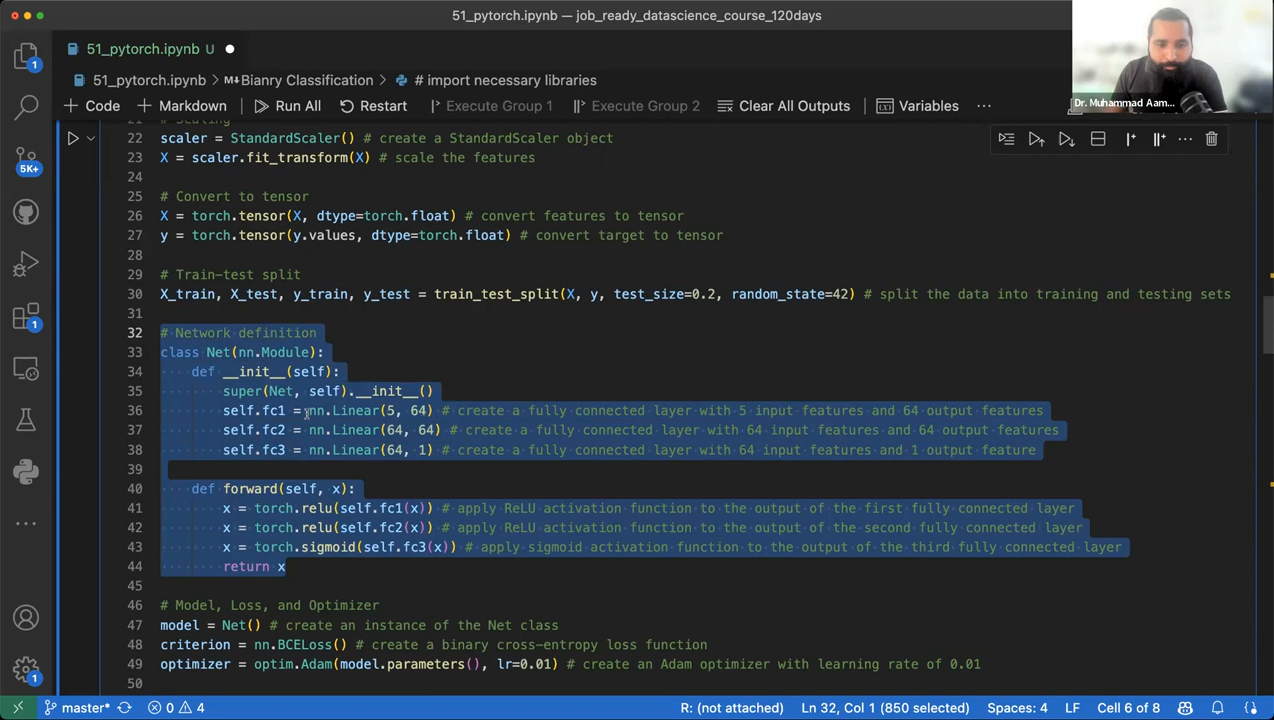 51_pytorch.ipynb — job_ready_datascience_course_120days
51_pytorch.ipynb U
51_pytorch.ipynb > M↓Bianry Classification > # import necessary libraries
+ Code + Markdown Run All Restart Execute Group 1 Execute Group 2 Clear All Outputs Variables ...
Dr. Muhammad Aam...
1
5K+
1
1
21 # Scaling
22 scaler = StandardScaler() # create a StandardScaler object
23 X = scaler.fit_transform(X) # scale the features
24
25 # Convert to tensor
26 X = torch.tensor(X, dtype=torch.float) # convert features to tensor
27 y = torch.tensor(y.values, dtype=torch.float) # convert target to tensor
28
29 # Train-test split
30 X_train, X_test, y_train, y_test = train_test_split(X, y, test_size=0.2, random_state=42) # split the data into training and testing sets
31
32 # Network definition
33 class Net(nn.Module):
34 def __init__(self):
35 super(Net, self).__init__()
36 self.fc1 = nn.Linear(5, 64) # create a fully connected layer with 5 input features and 64 output features
37 self.fc2 = nn.Linear(64, 64) # create a fully connected layer with 64 input features and 64 output features
38 self.fc3 = nn.Linear(64, 1) # create a fully connected layer with 64 input features and 1 output feature
39
40 def forward(self, x):
41 x = torch.relu(self.fc1(x)) # apply ReLU activation function to the output of the first fully connected layer
42 x = torch.relu(self.fc2(x)) # apply ReLU activation function to the output of the second fully connected layer
43 x = torch.sigmoid(self.fc3(x)) # apply sigmoid activation function to the output of the third fully connected layer
44 return x
45
46 # Model, Loss, and Optimizer
47 model = Net() # create an instance of the Net class
48 criterion = nn.BCELoss() # create a binary cross-entropy loss function
49 optimizer = optim.Adam(model.parameters(), lr=0.01) # create an Adam optimizer with learning rate of 0.01
50
master* 0 4 R: (not attached) Ln 32, Col 1 (850 selected) Spaces: 4 LF Cell 6 of 8